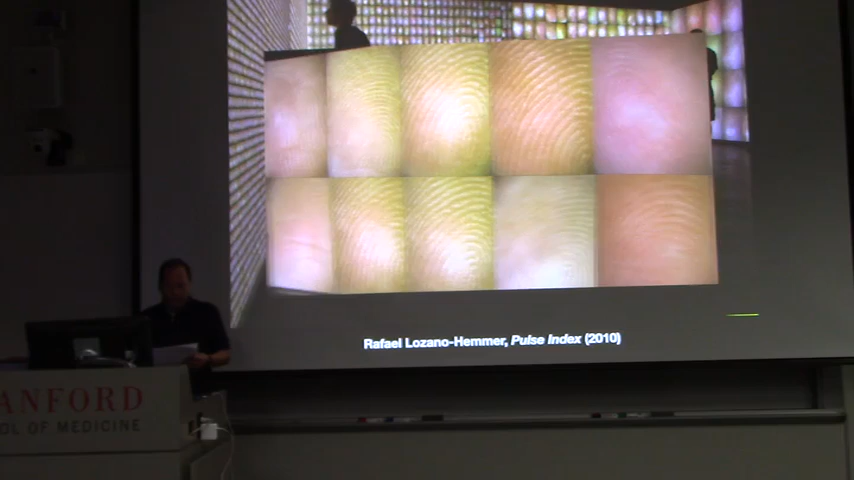 Rafael Lozano-Hemmer, Pulse Index (2010)
ANFORD
OL OF MEDICINE